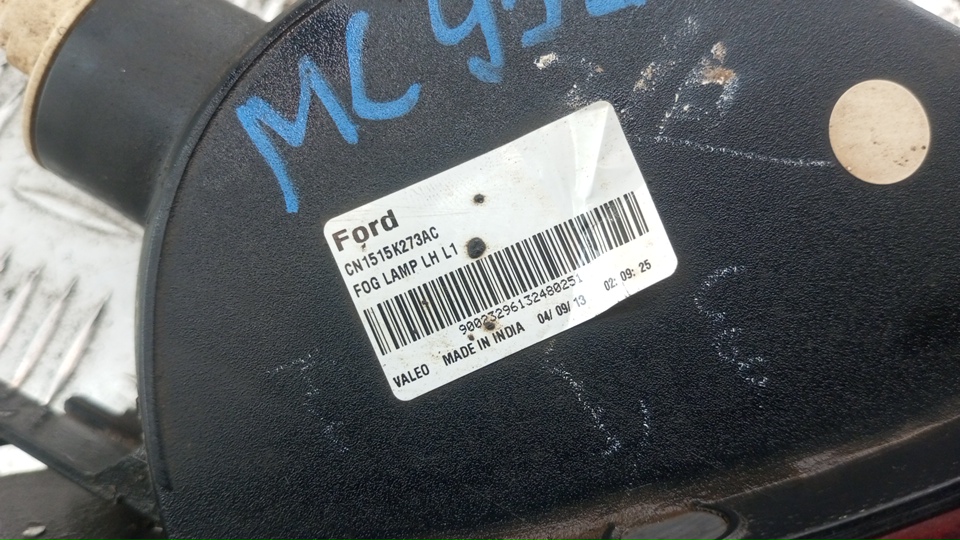 MC
Ford
CN1515K273AC
FOG LAMP LH L1
90023296132480251
VALEO MADE IN INDIA 04/09/13 02:09:25